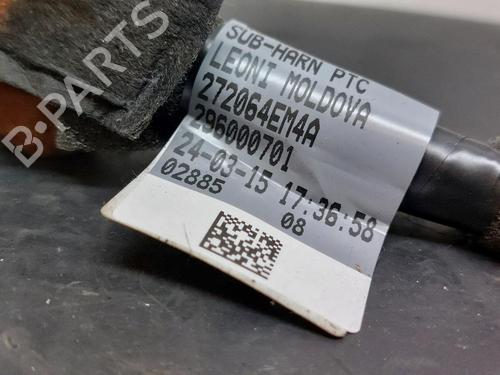 B-PARTS
SUB-HARN PTC
LEONI MOLDOVA
272064EM4A
296000701
24-03-15 17:36:58
02885 08